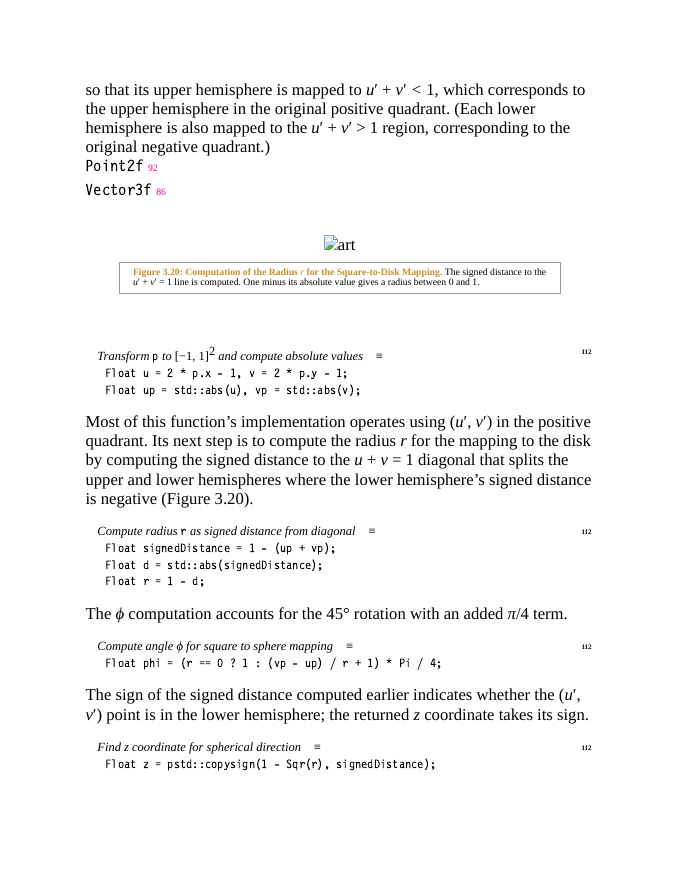 so that its upper hemisphere is mapped to u′ + v′ < 1, which corresponds to
the upper hemisphere in the original positive quadrant. (Each lower
hemisphere is also mapped to the u′ + v′ > 1 region, corresponding to the
original negative quadrant.)
Point2f 92
Vector3f 86
art
Figure 3.20: Computation of the Radius r for the Square-to-Disk Mapping. The signed distance to the
u′ + v′ = 1 line is computed. One minus its absolute value gives a radius between 0 and 1.
Transform p to [−1, 1]2 and compute absolute values ≡ 112
Float u = 2 * p.x - 1, v = 2 * p.y - 1;
Float up = std::abs(u), vp = std::abs(v);
Most of this function’s implementation operates using (u′, v′) in the positive
quadrant. Its next step is to compute the radius r for the mapping to the disk
by computing the signed distance to the u + v = 1 diagonal that splits the
upper and lower hemispheres where the lower hemisphere’s signed distance
is negative (Figure 3.20).
Compute radius r as signed distance from diagonal ≡ 112
Float signedDistance = 1 - (up + vp);
Float d = std::abs(signedDistance);
Float r = 1 - d;
The ϕ computation accounts for the 45° rotation with an added π/4 term.
Compute angle ϕ for square to sphere mapping ≡ 112
Float phi = (r == 0 ? 1 : (vp - up) / r + 1) * Pi / 4;
The sign of the signed distance computed earlier indicates whether the (u′,
v′) point is in the lower hemisphere; the returned z coordinate takes its sign.
Find z coordinate for spherical direction ≡ 112
Float z = pstd::copysign(1 - Sqr(r), signedDistance);